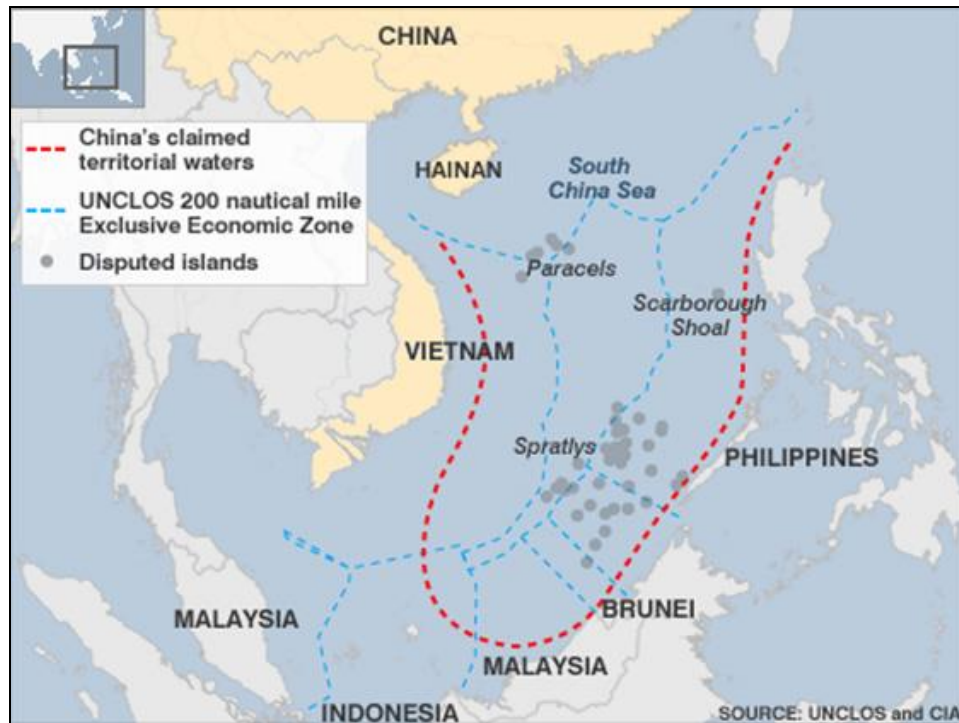 CHINA
China's claimed
territorial waters
UNCLOS 200 nautical mile
Exclusive Economic Zone
Disputed islands
HAINAN
South
China Sea
Paracels
Scarborough
Shoal
VIETNAM
Spratlys
PHILIPPINES
MALAYSIA
BRUNEI
MALAYSIA
INDONESIA
SOURCE: UNCLOS and CIA